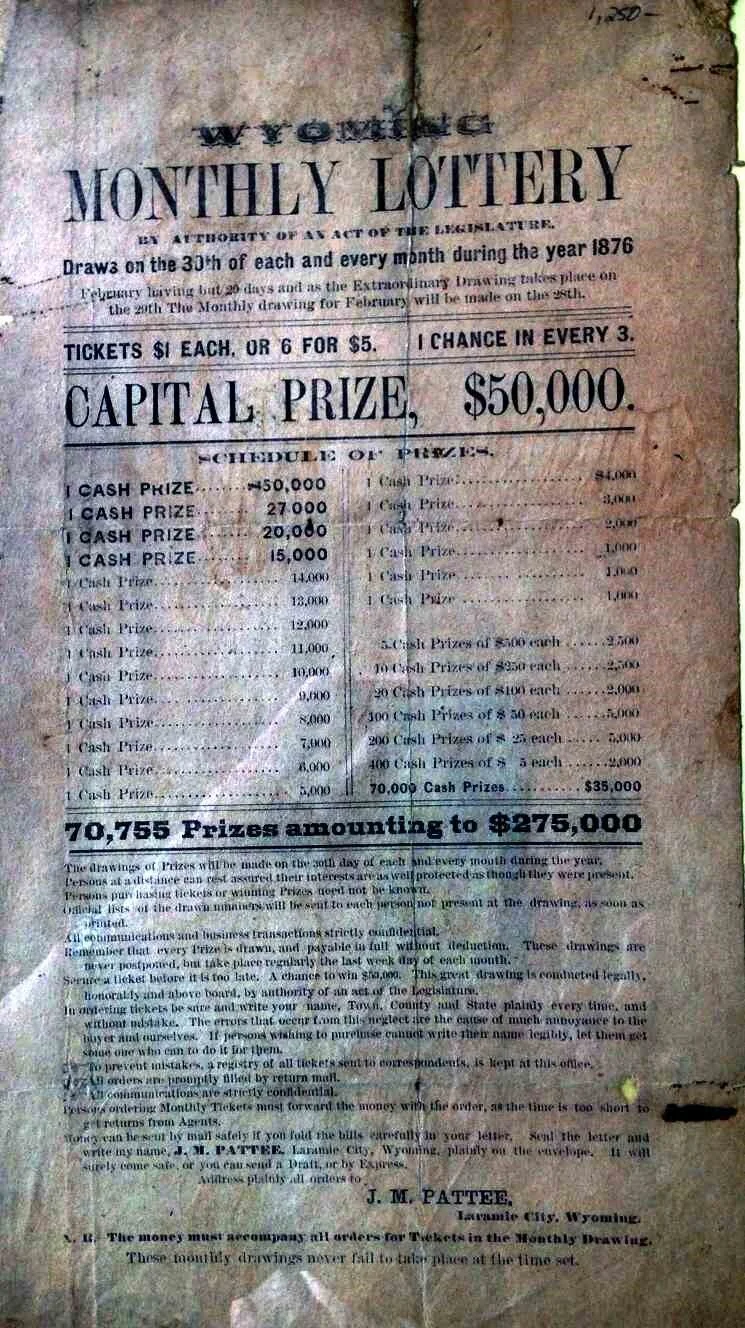 1,250-
WYOMING
MONTHLY LOTTERY
BY AUTHORITY OF AN ACT OF THE LEGISLATURE.
Draws on the 30th of each and every month during the year 1876
February having but 29 days and as the Extraordinary Drawing takes place on
the 29th The Monthly drawing for February will be made on the 28th.
TICKETS $1 EACH, OR 6 FOR $5. 1 CHANCE IN EVERY 3.
CAPITAL PRIZE, $50,000.
SCHEDULE OF PRIZES.
1 CASH PRIZE.......$50,000
1 CASH PRIZE....... 27 000
1 CASH PRIZE....... 20,000
1 CASH PRIZE....... 15,000
1 Cash Prize................ 14,000
1 Cash Prize................ 13,000
1 Cash Prize................ 12,000
1 Cash Prize................ 11,000
1 Cash Prize................ 10,000
1 Cash Prize................ 9,000
1 Cash Prize................ 8,000
1 Cash Prize................ 7,000
1 Cash Prize................ 6,000
1 Cash Prize................ 5,000
1 Cash Prize................ $4,000
1 Cash Prize................ 3,000
1 Cash Prize................ 2,000
1 Cash Prize................ 1,000
1 Cash Prize................ 1,000
1 Cash Prize................ 1,000
5 Cash Prizes of $500 each ......2,500
10 Cash Prizes of $250 each ......2,500
20 Cash Prizes of $100 each ......2,000
100 Cash Prizes of $ 50 each ......5,000
200 Cash Prizes of $ 25 each ...... 5,000
400 Cash Prizes of $ 5 each ......2,000
70,000 Cash Prizes...........$35,000
70,755 Prizes amounting to $275,000
The drawings of Prizes will be made on the 30th day of each and every month during the year.
Persons at a distance can rest assured their interests are as well protected as though they were present.
Persons purchasing tickets or winning Prizes need not be known.
Official lists of the drawn numbers will be sent to each person not present at the drawing, as soon as
printed.
All communications and business transactions strictly confidential.
Remember that every Prize is drawn, and payable in full without deduction. These drawings are
never postponed, but take place regularly the last week day of each month.
Secure a ticket before it is too late. A chance to win $50,000. This great drawing is conducted legally,
honorably and above board, by authority of an act of the Legislature.
In ordering tickets be sure and write your name, Town, County and State plainly every time, and
without mistake. The errors that occur from this neglect are the cause of much annoyance to the
buyer and ourselves. If persons wishing to purchase cannot write their name legibly, let them get
some one who can to do it for them.
To prevent mistakes, a registry of all tickets sent to correspondents, is kept at this office.
All orders are promptly filled by return mail.
All communications are strictly confidential.
Persons ordering Monthly Tickets must forward the money with the order, as the time is too short to
get returns from Agents.
Money can be sent by mail safely if you fold the bills carefully in your letter. Seal the letter and
write my name, J. M. PATTEE, Laramie City, Wyoming, plainly on the envelope. It will
surely come safe, or you can send a Draft, or by Express.
Address plainly all orders to
J. M. PATTEE,
Laramie City, Wyoming.
N. B. The money must accompany all orders for Tickets in the Monthly Drawing.
These monthly drawings never fail to take place at the time set.